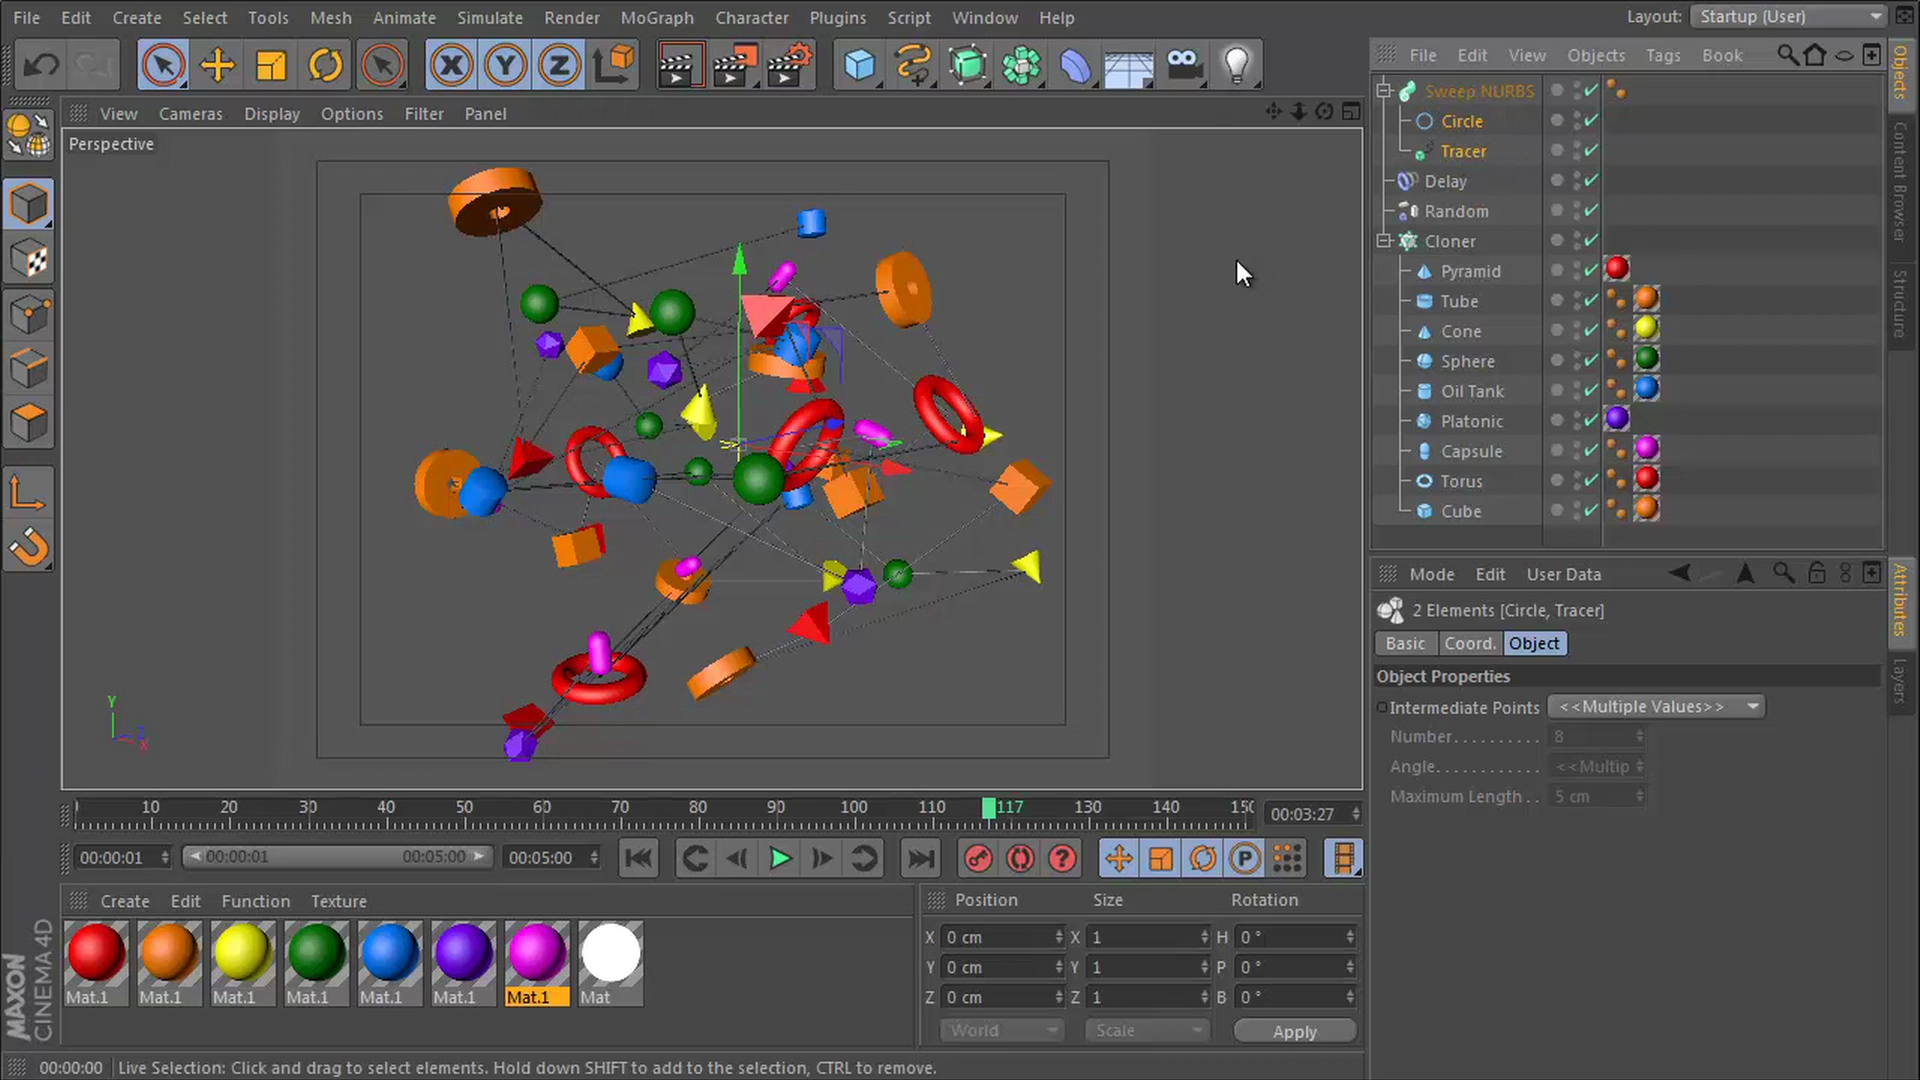 File Edit Create Select Tools Mesh Animate Simulate Render MoGraph Character Plugins Script Window Help
Layout: Startup (User)
X Y Z
File Edit View Objects Tags Book
Objects
Content Browser
Structure
View Cameras Display Options Filter Panel
Perspective
Sweep NURBS
Circle
Tracer
Delay
Random
Cloner
Pyramid
Tube
Cone
Sphere
Oil Tank
Platonic
Capsule
Torus
Cube
Y
Z
X
Mode Edit User Data
Attributes
Layers
2 Elements [Circle, Tracer]
Basic Coord. Object
Object Properties
Intermediate Points <<Multiple Values>>
Number.......... 8
Angle............ <<Multip
Maximum Length.. 5 cm
10 20 30 40 50 60 70 80 90 100 110 117 130 140 150
00:03:27
00:00:01 00:00:01 00:05:00 00:05:00
P
Create Edit Function Texture
Mat.1 Mat.1 Mat.1 Mat.1 Mat.1 Mat.1 Mat.1 Mat
Position Size Rotation
X 0 cm X 1 H 0 °
Y 0 cm Y 1 P 0 °
Z 0 cm Z 1 B 0 °
World Scale Apply
MAXON
CINEMA 4D
00:00:00 Live Selection: Click and drag to select elements. Hold down SHIFT to add to the selection, CTRL to remove.